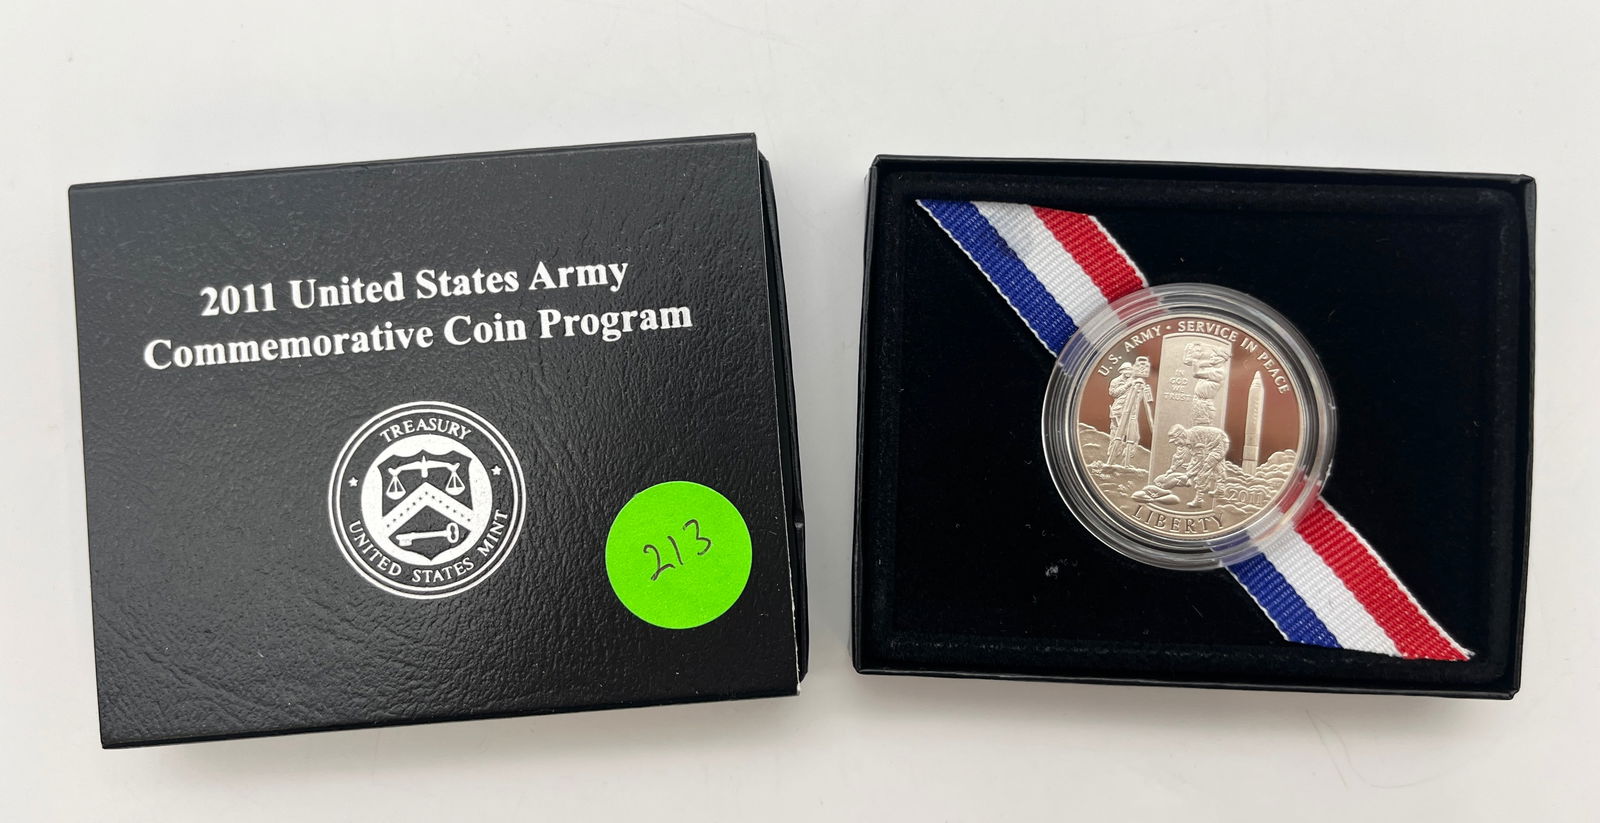 2011 United States Army
Commemorative Coin Program
TREASURY
UNITED STATES MINT
213
U.S. ARMY • SERVICE IN PEACE
IN
GOD
WE
TRUST
2011
LIBERTY